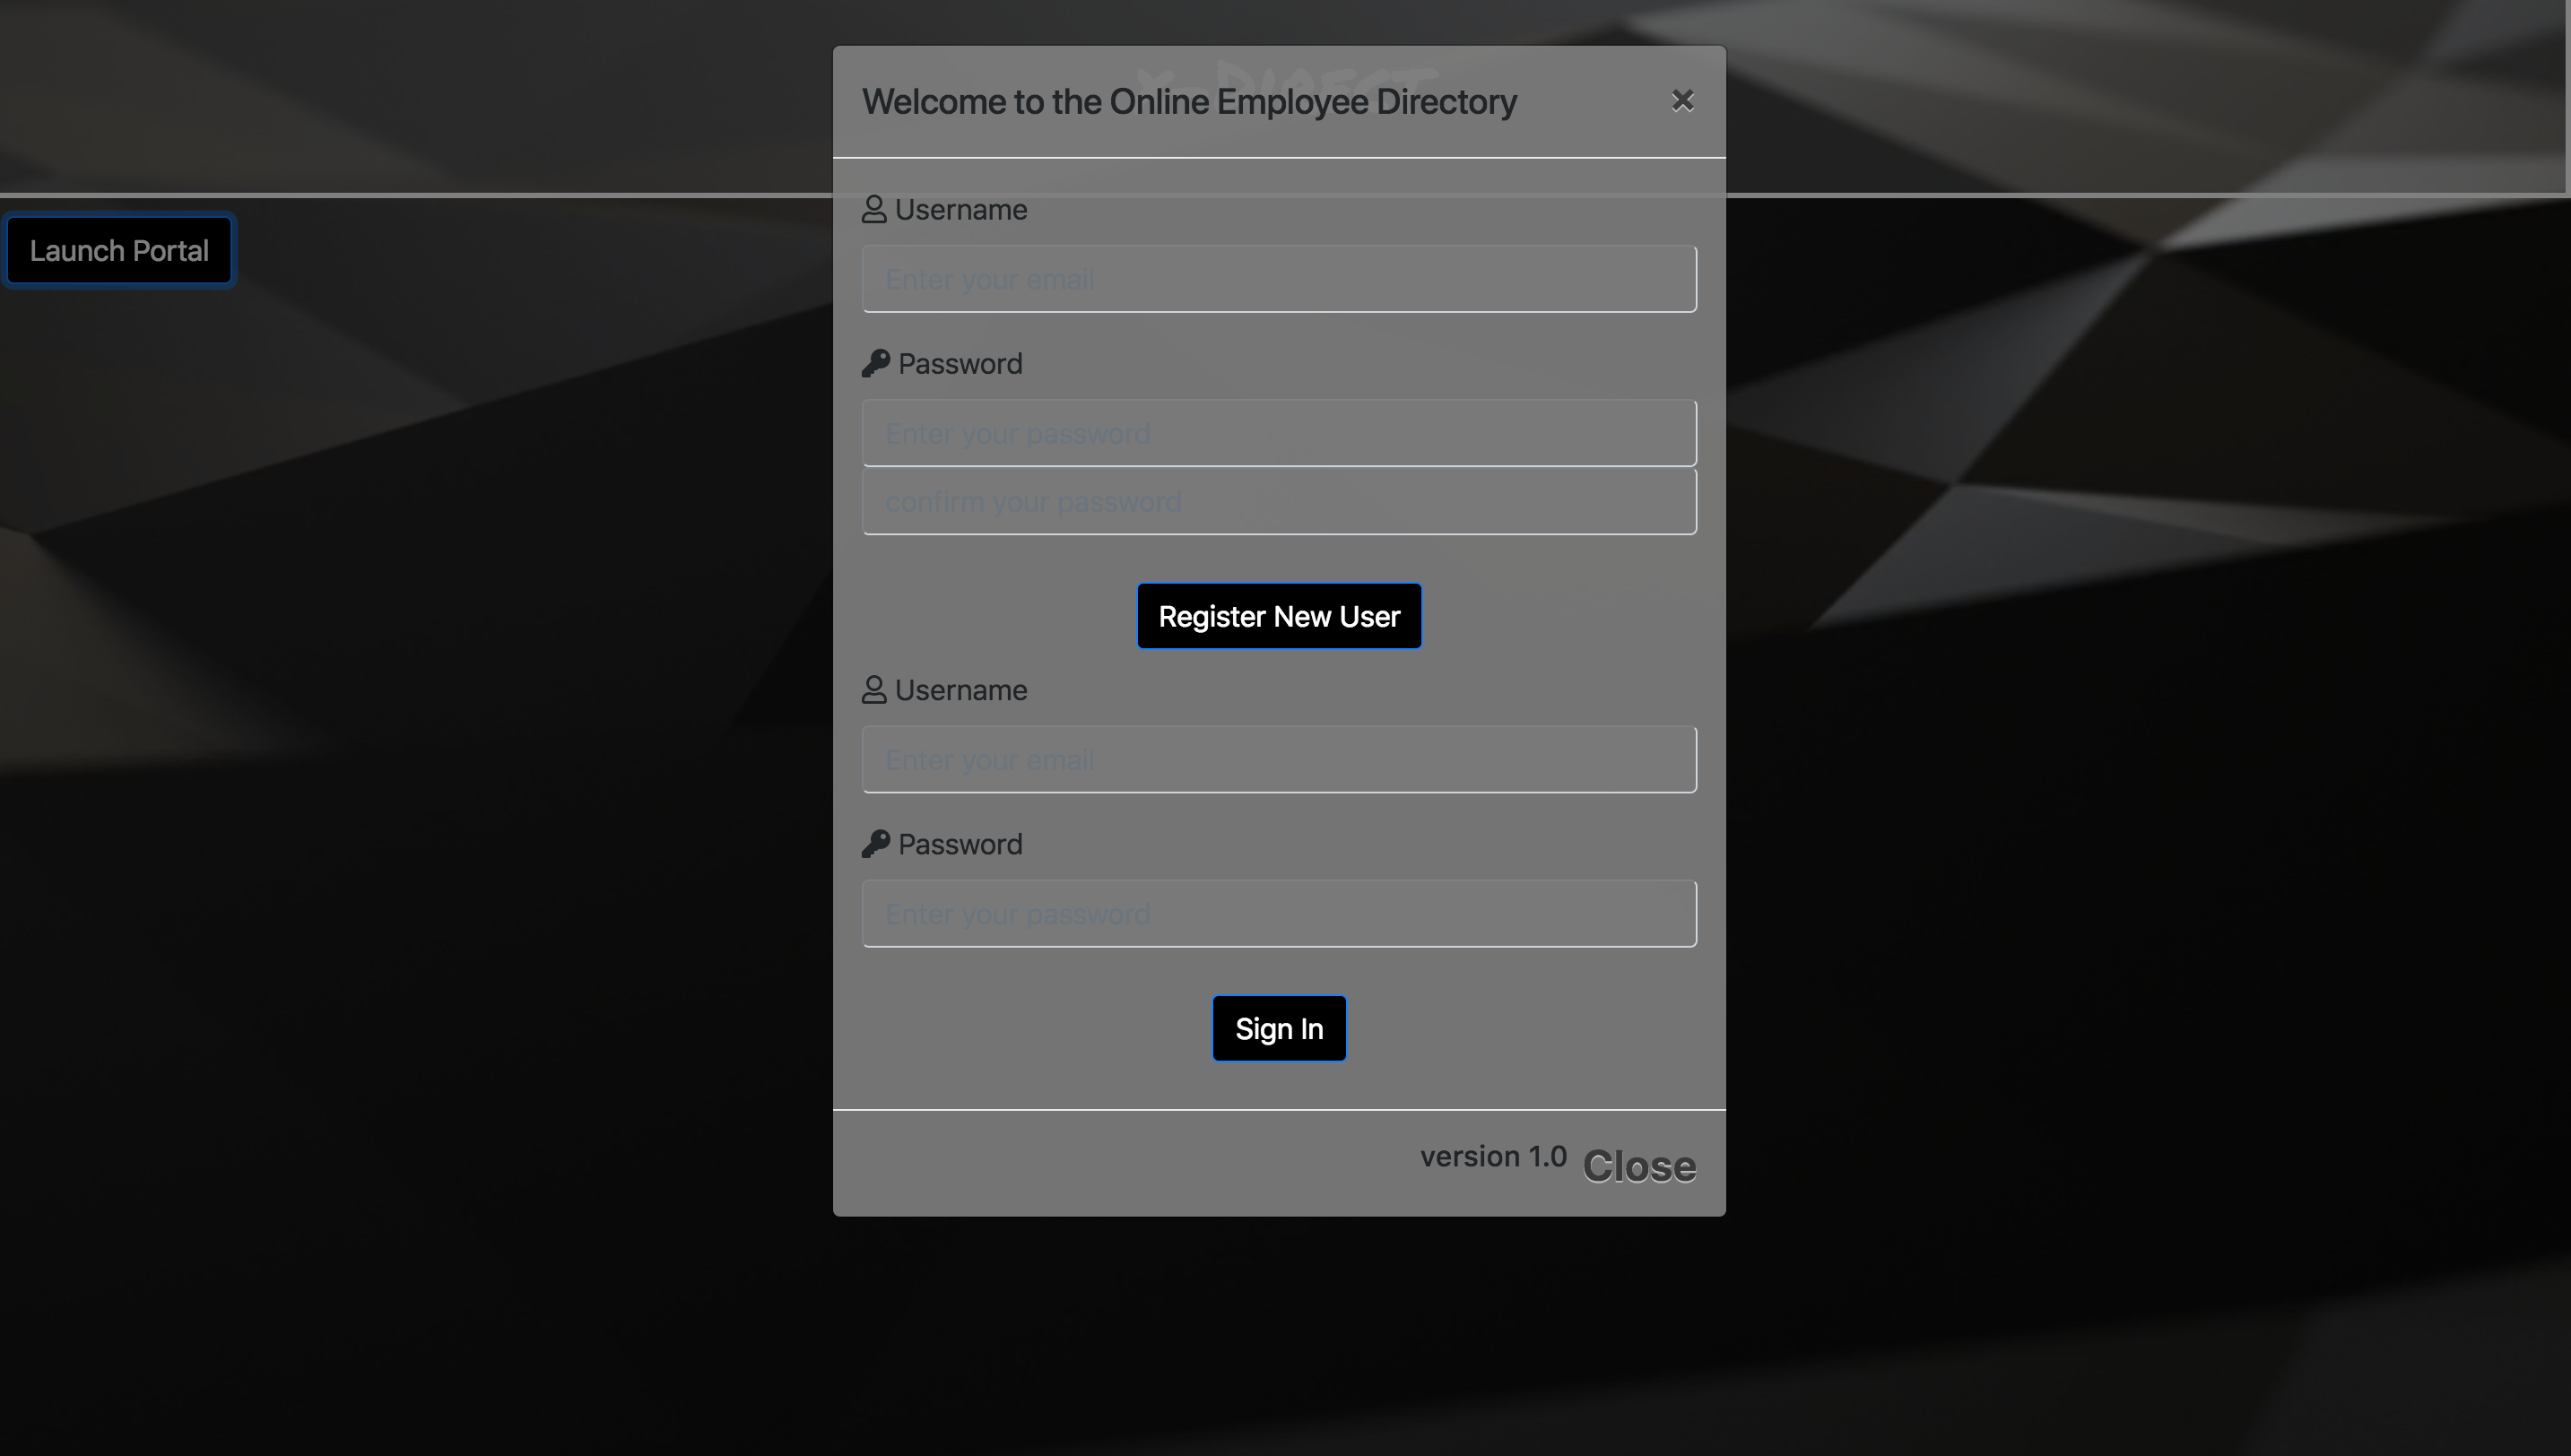 X-DIRECT
Welcome to the Online Employee Directory ×
Launch Portal
Username
Enter your email
Password
Enter your password
confirm your password
Register New User
Username
Enter your email
Password
Enter your password
Sign In
version 1.0 Close